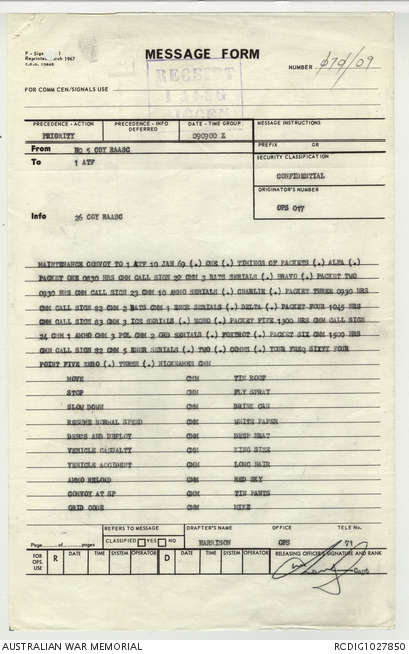 MESSAGE FORM
NUMBER 670/09
FOR COMM CEN/SIGNALS USE
RECEIPT
PRECEDENCE - ACTION
PRIORITY
PRECEDENCE - INFO
DEFERRED
DATE - TIME GROUP
090900 Z
MESSAGE INSTRUCTIONS
From NO 5 COY RAASC
PREFIX GR
To 1 ATF
SECURITY CLASSIFICATION
CONFIDENTIAL
ORIGINATOR'S NUMBER
OPS 017
Info 26 COY RAASC
MAINTENANCE CONVOY TO 1 ATF 10 JAN 69 (.) ONE (.) TIMINGS OF PACKETS (.) ALFA (.)
PACKET ONE 0830 HRS CMM CALL SIGN 22 CMM 3 BATS SERIALS (.) BRAVO (.) PACKET TWO
0930 HRS CMM CALL SIGN 23 CMM 10 AMMO SERIALS (.) CHARLIE (.) PACKET THREE 0930 HRS
CMM CALL SIGN 82 CMM 2 BATS CMM 1 ENGR SERIALS (.) DELTA (.) PACKET FOUR 1045 HRS
CMM CALL SIGN 83 CMM 3 ICE SERIALS (.) ECHO (.) PACKET FIVE 1300 HRS CMM CALL SIGN
24 CMM 1 AMMO CMM 3 POL CMM 2 ORD SERIALS (.) FOXTROT (.) PACKET SIX CMM 1500 HRS
CMM CALL SIGN 82 CMM 5 ENGR SERIALS (.) TWO (.) COMMS (.) YOUR FREQ SIXTY FOUR
POINT FIVE ZERO (.) THREE (.) NICKNAMES CMM
MOVE CMM TIN ROOF
STOP CMM FLY SPRAY
SLOW DOWN CMM DRINK CAN
RESUME NORMAL SPEED CMM WHITE PAPER
DEBUS AND DEPLOY CMM DEEP HEAT
VEHICLE CASUALTY CMM KING SIZE
VEHICLE ACCIDENT CMM LONG HAIR
AMMO RELOAD CMM RED SKY
CONVOY AT SP CMM TIN PANTS
GRID CODE CMM MIKE
Page of pages
REFERS TO MESSAGE
CLASSIFIED YES NO
DRAFTER'S NAME
HARRISON
OFFICE
OPS
TELE No.
71
FOR OPS. USE
R DATE TIME SYSTEM OPERATOR D DATE TIME SYSTEM OPERATOR
RELEASING OFFICER'S SIGNATURE AND RANK
Capt
AUSTRALIAN WAR MEMORIAL RCDIG1027850